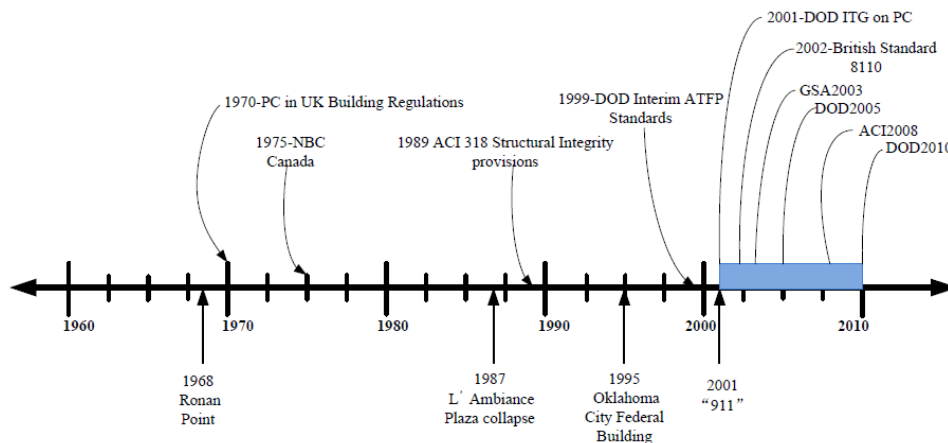 2001-DOD ITG on PC
2002-British Standard
8110
GSA2003
DOD2005
ACI2008
DOD2010
1999-DOD Interim ATFP
Standards
1970-PC in UK Building Regulations
1975-NBC
Canada
1989 ACI 318 Structural Integrity
provisions
1960
1970
1980
1990
2000
2010
1968
Ronan
Point
1987
L' Ambiance
Plaza collapse
1995
Oklahoma
City Federal
Building
2001
“911”